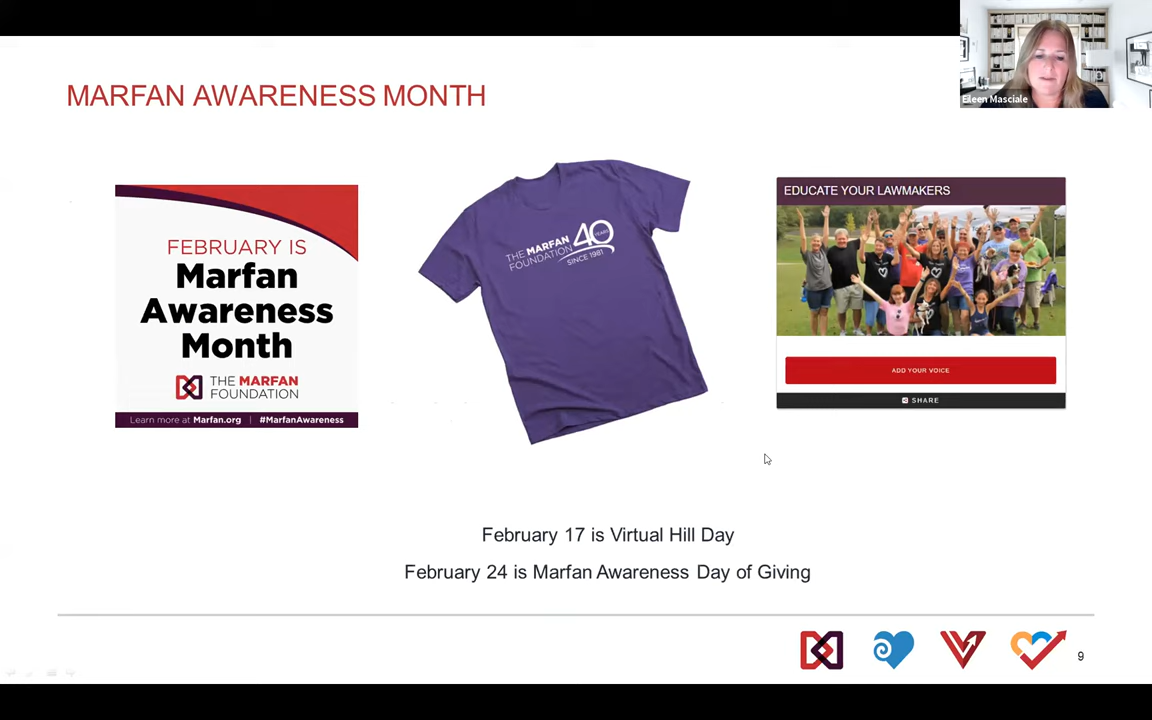 Eileen Masciale
MARFAN AWARENESS MONTH
FEBRUARY IS
Marfan
Awareness
Month
THE MARFAN
FOUNDATION
Learn more at Marfan.org | #MarfanAwareness
THE MARFAN
FOUNDATION
40
YEARS
SINCE 1981
EDUCATE YOUR LAWMAKERS
ADD YOUR VOICE
SHARE
February 17 is Virtual Hill Day
February 24 is Marfan Awareness Day of Giving
9